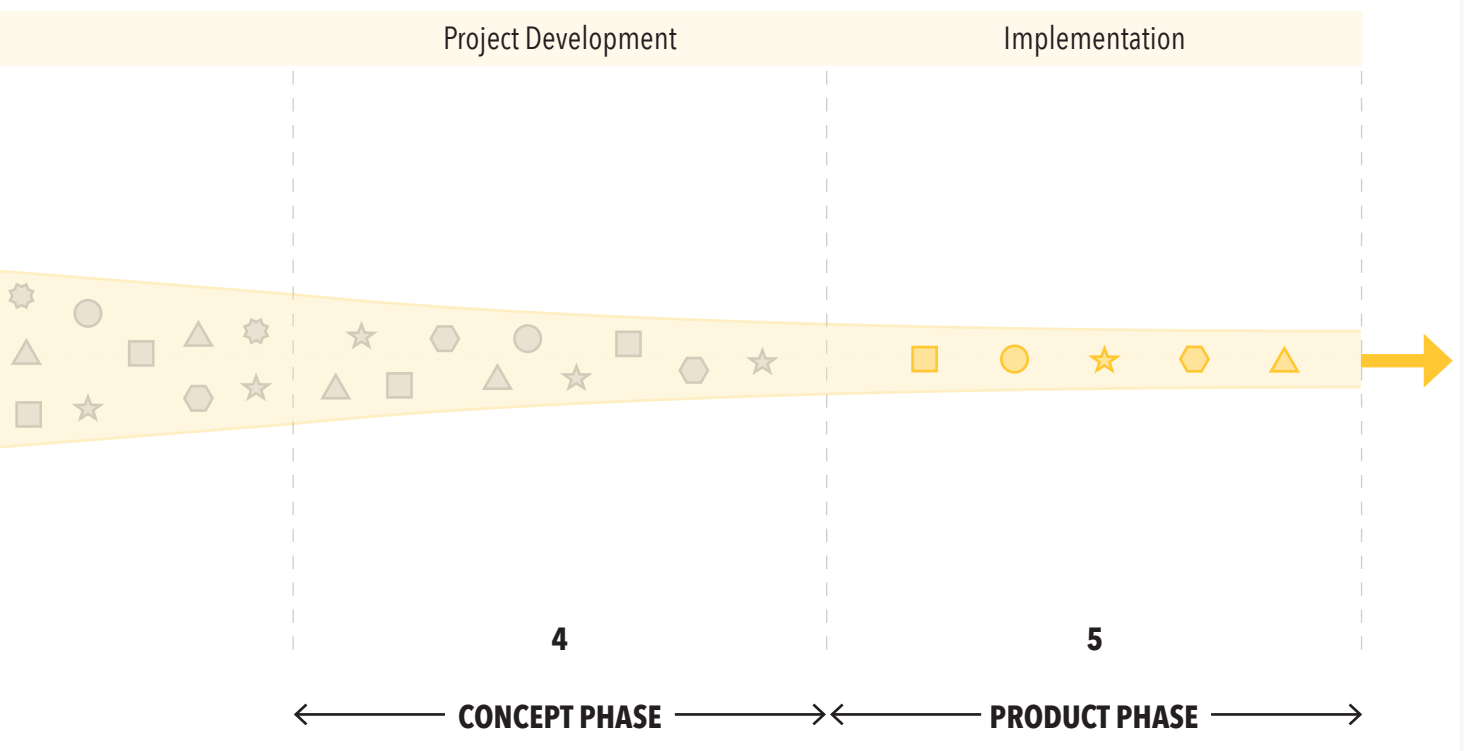 Project Development
Implementation
4
5
CONCEPT PHASE
PRODUCT PHASE